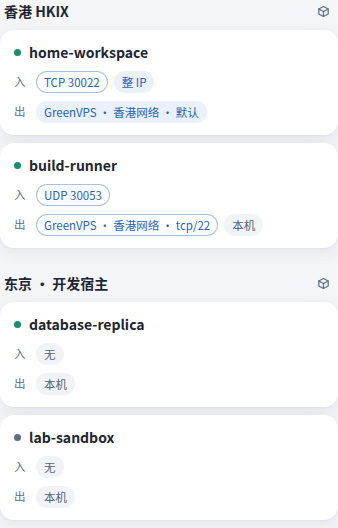 香港 HKIX
home-workspace
入 TCP 30022 整 IP
出 GreenVPS · 香港网络 · 默认
build-runner
入 UDP 30053
出 GreenVPS · 香港网络 · tcp/22 本机
东京 · 开发宿主
database-replica
入 无
出 本机
lab-sandbox
入 无
出 本机